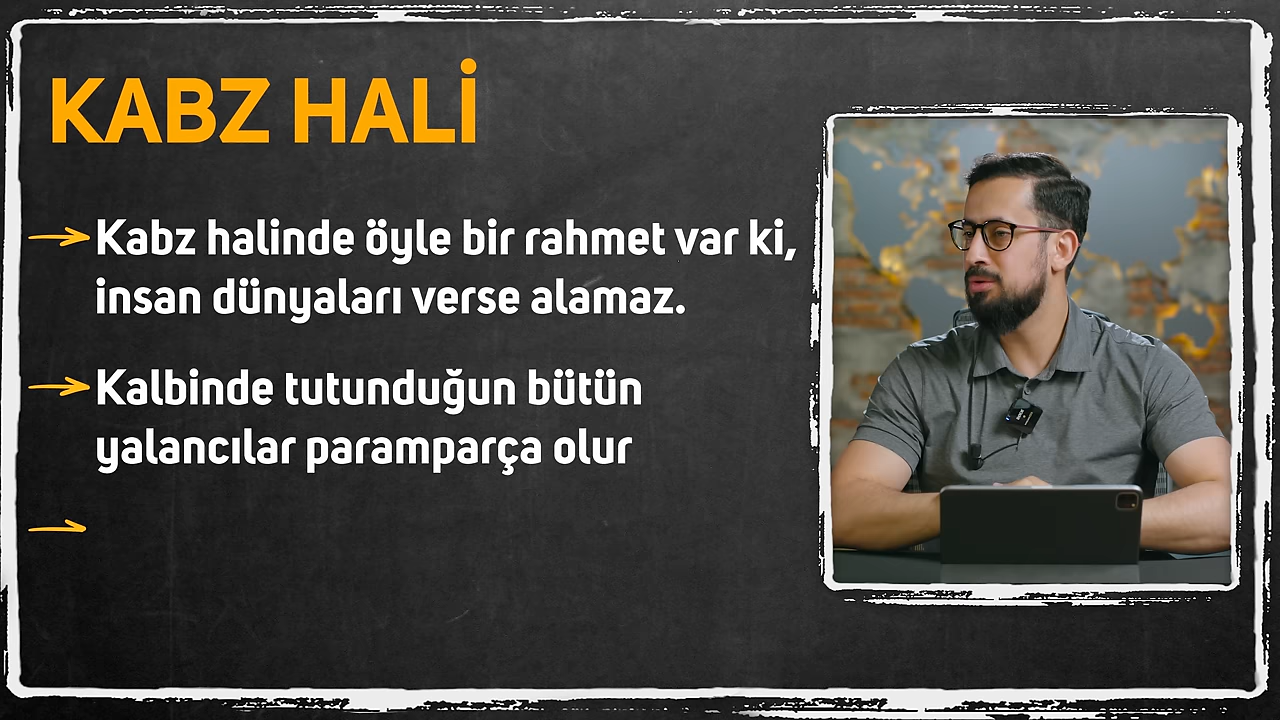 KABZ HALİ
Kabz halinde öyle bir rahmet var ki,
insan dünyaları verse alamaz.
Kalbinde tutunduğun bütün
yalancılar paramparça olur